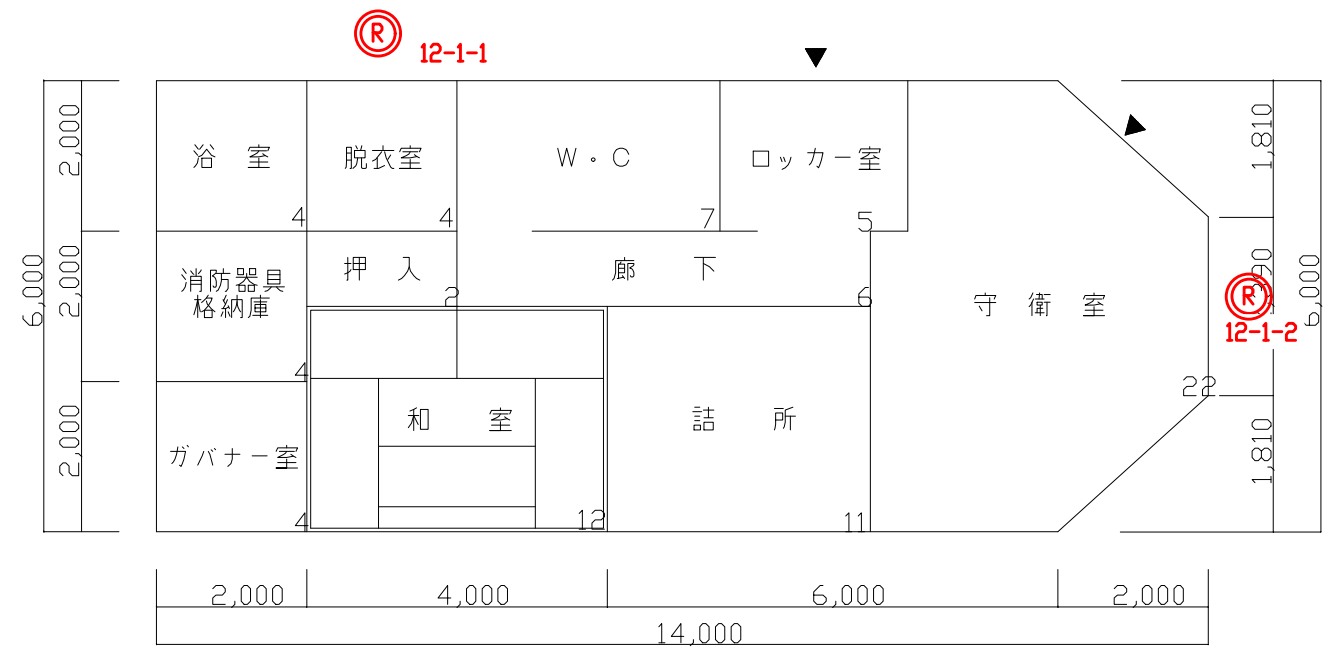 R
12-1-1
浴 室
脱衣室
W・C
ロッカー室
4
4
7
5
消防器具
格納庫
押 入
廊 下
守 衛 室
2
6
4
22
ガバナー室
和 室
詰 所
4
12
11
R
12-1-2
2,000
2,000
2,000
6,000
1,810
1,810
6,000
2,000
4,000
6,000
2,000
14,000